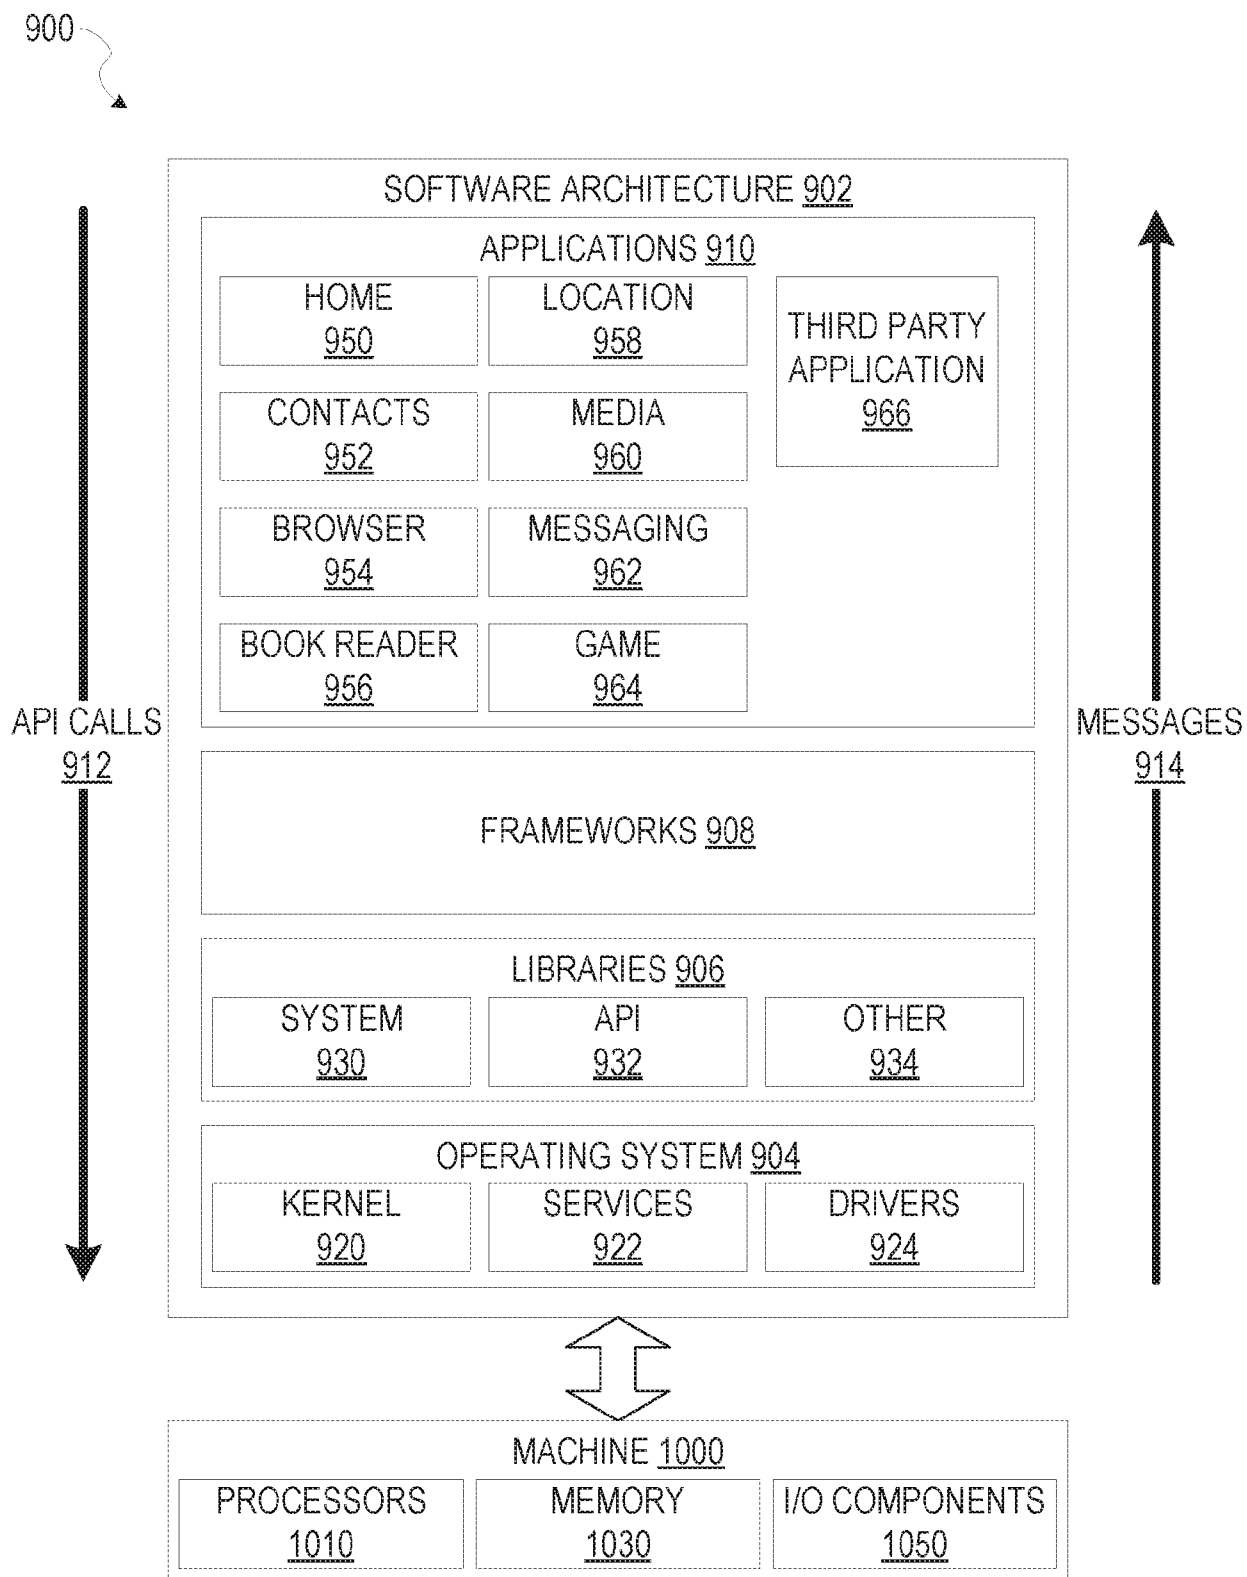 900
SOFTWARE ARCHITECTURE 902
APPLICATIONS 910
HOME
950
LOCATION
958
THIRD PARTY
APPLICATION
966
CONTACTS
952
MEDIA
960
BROWSER
954
MESSAGING
962
BOOK READER
956
GAME
964
API CALLS
912
MESSAGES
914
FRAMEWORKS 908
LIBRARIES 906
SYSTEM
930
API
932
OTHER
934
OPERATING SYSTEM 904
KERNEL
920
SERVICES
922
DRIVERS
924
MACHINE 1000
PROCESSORS
1010
MEMORY
1030
I/O COMPONENTS
1050